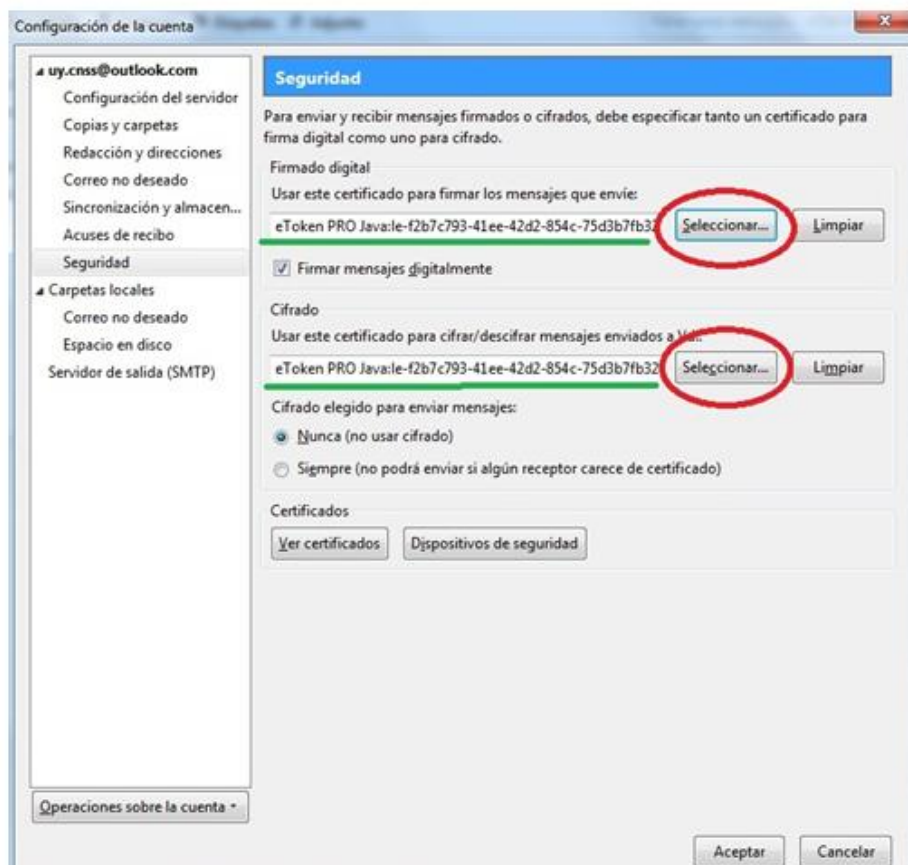 Configuración de la cuenta
uy.cnss@outlook.com
Configuración del servidor
Copias y carpetas
Redacción y direcciones
Correo no deseado
Sincronización y almacen...
Acuses de recibo
Seguridad
Carpetas locales
Correo no deseado
Espacio en disco
Servidor de salida (SMTP)
Operaciones sobre la cuenta
Seguridad
Para enviar y recibir mensajes firmados o cifrados, debe especificar tanto un certificado para
firma digital como uno para cifrado.
Firmado digital
Usar este certificado para firmar los mensajes que envíe:
eToken PRO Java:le-f2b7c793-41ee-42d2-854c-75d3b7fb32
Seleccionar...
Limpiar
Firmar mensajes digitalmente
Cifrado
Usar este certificado para cifrar/descifrar mensajes enviados a Vd.:
eToken PRO Java:le-f2b7c793-41ee-42d2-854c-75d3b7fb32
Seleccionar...
Limpiar
Cifrado elegido para enviar mensajes:
Nunca (no usar cifrado)
Siempre (no podrá enviar si algún receptor carece de certificado)
Certificados
Ver certificados
Dispositivos de seguridad
Aceptar
Cancelar